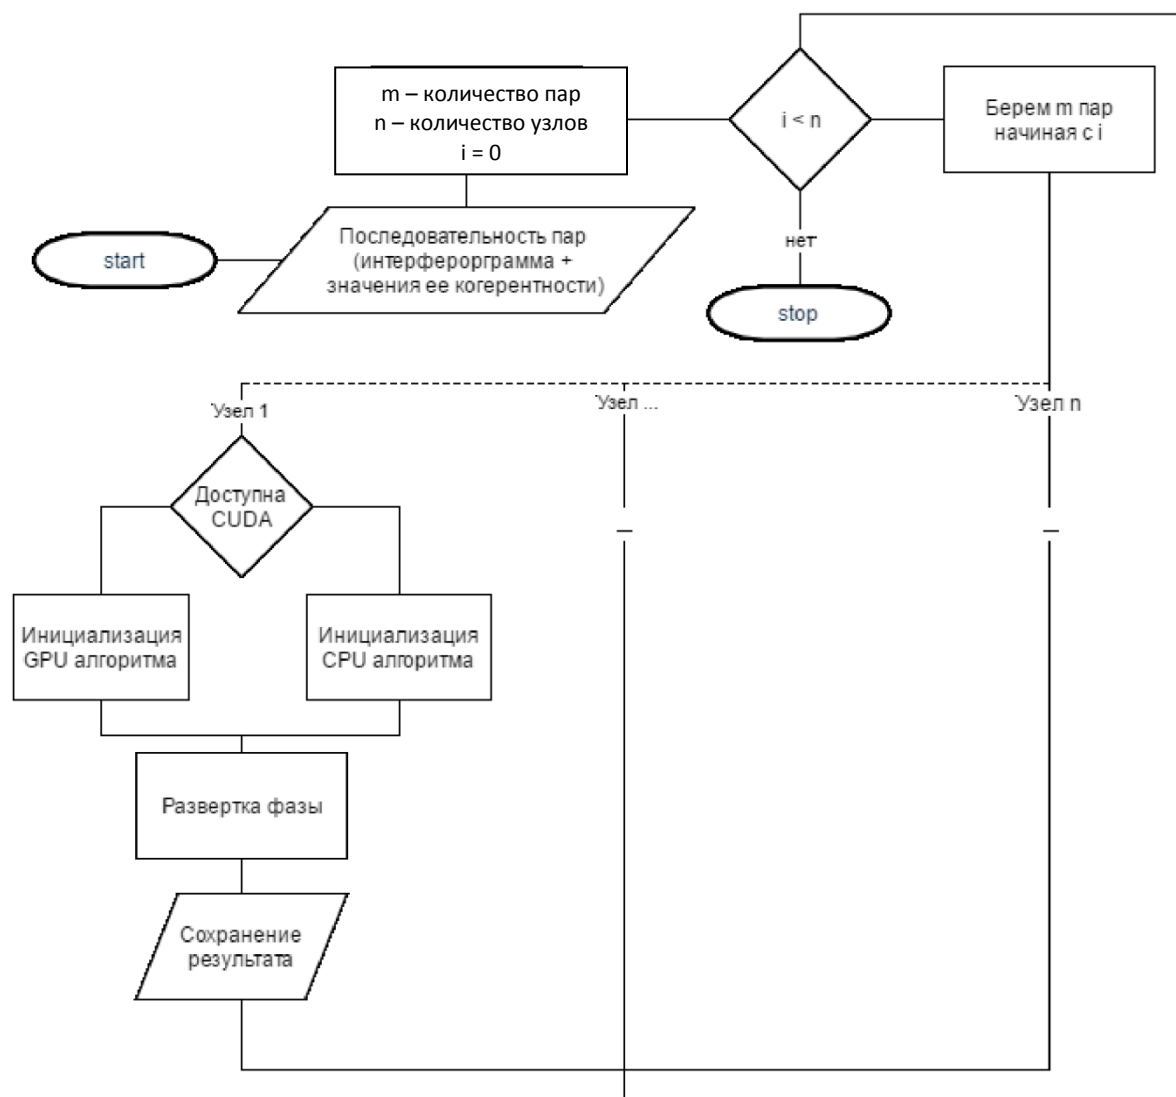 m – количество пар
n – количество узлов
i = 0
i < n
Берем m пар
начиная с i
start
Последовательность пар
(интерферорграмма +
значения ее когерентности)
нет
stop
Узел 1
Узел ...
Узел n
Доступна
CUDA
Инициализация
GPU алгоритма
Инициализация
CPU алгоритма
Развертка фазы
Сохранение
результата